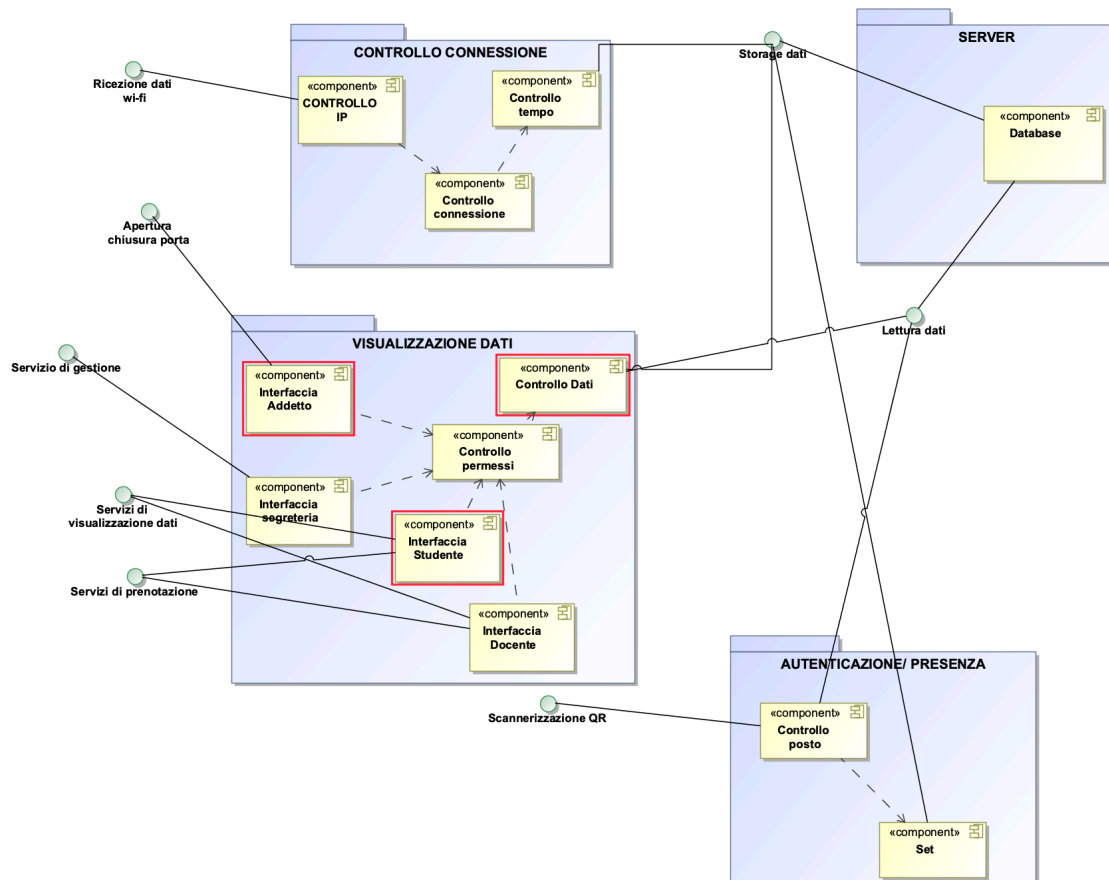 CONTROLLO CONNESSIONE
«component»
CONTROLLO
IP
«component»
Controllo
tempo
«component»
Controllo
connessione
Ricezione dati
wi-fi
Storage dati
SERVER
«component»
Database
Apertura
chiusura porta
Servizio di gestione
Servizi di
visualizzazione dati
Servizi di prenotazione
VISUALIZZAZIONE DATI
«component»
Interfaccia
Addetto
«component»
Controllo Dati
«component»
Controllo
permessi
«component»
Interfaccia
segreteria
«component»
Interfaccia
Studente
«component»
Interfaccia
Docente
Lettura dati
Scannerizzazione QR
AUTENTICAZIONE/ PRESENZA
«component»
Controllo
posto
«component»
Set